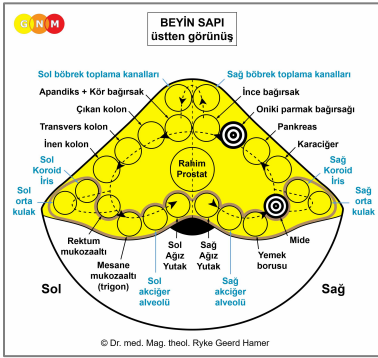 GNM
BEYİN SAPI
üstten görünüş
Sol böbrek toplama kanalları
Sağ böbrek toplama kanalları
Apandiks + Kör bağırsak
İnce bağırsak
Çıkan kolon
Oniki parmak bağırsağı
Transvers kolon
Pankreas
İnen kolon
Karaciğer
Sol
Koroid
İris
Rahim
Prostat
Sağ
Koroid
İris
Sol
orta
kulak
Sağ
orta
kulak
Rektum
mukozaaltı
Mesane
mukozaaltı
(trigon)
Sol
akciğer
alveolü
Sol
Ağız
Yutak
Sağ
Ağız
Yutak
Sağ
akciğer
alveolü
Yemek
borusu
Mide
Sol
Sağ
© Dr. med. Mag. theol. Ryke Geerd Hamer